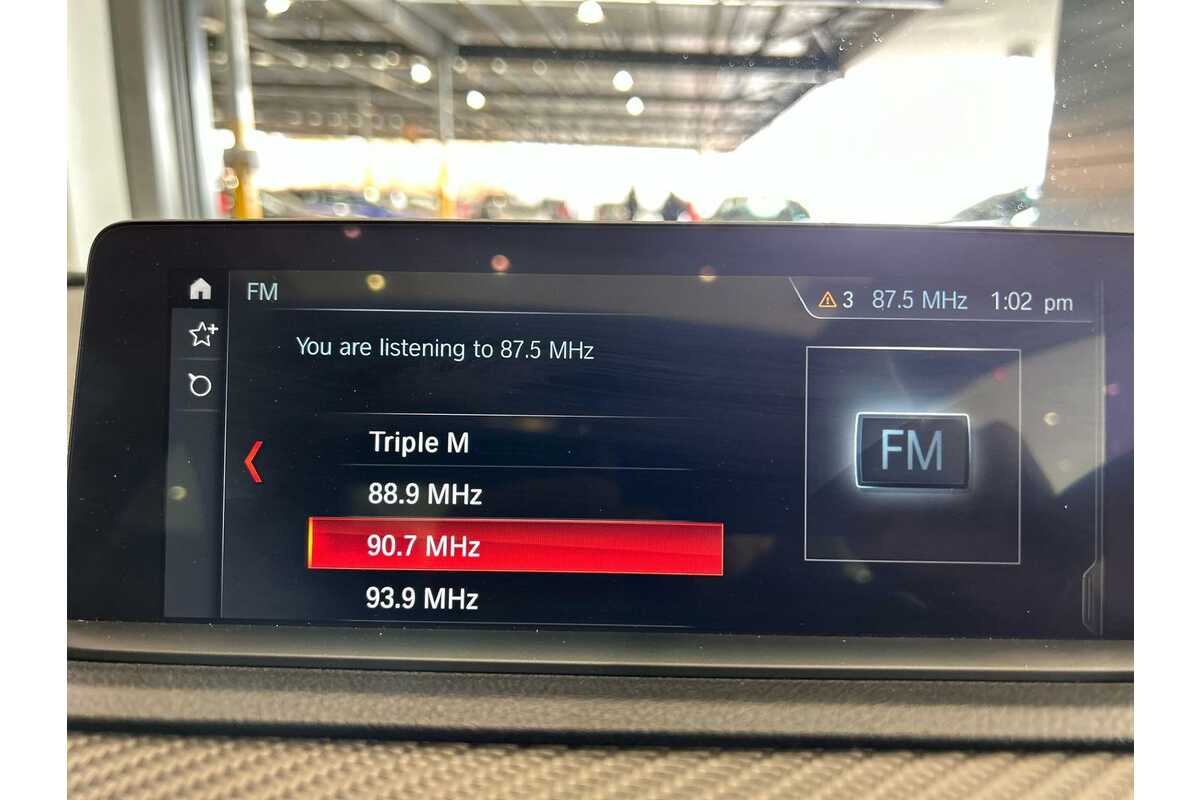 FM
3 87.5 MHz 1:02 pm
You are listening to 87.5 MHz
Triple M
88.9 MHz
90.7 MHz
93.9 MHz
FM